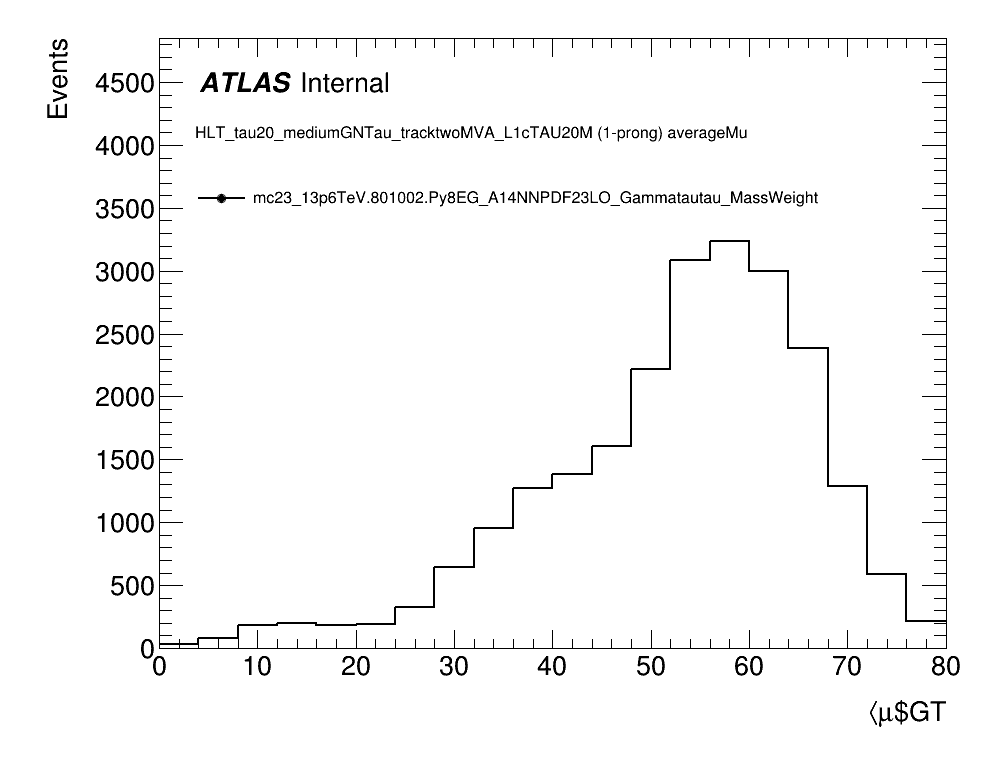 Events
4500
4000
3500
3000
2500
2000
1500
1000
500
0
ATLAS Internal
HLT_tau20_mediumGNTau_tracktwoMVA_L1cTAU20M (1-prong) averageMu
mc23_13p6TeV.801002.Py8EG_A14NNPDF23LO_Gammatautau_MassWeight
0 10 20 30 40 50 60 70 80
⟨μ$GT